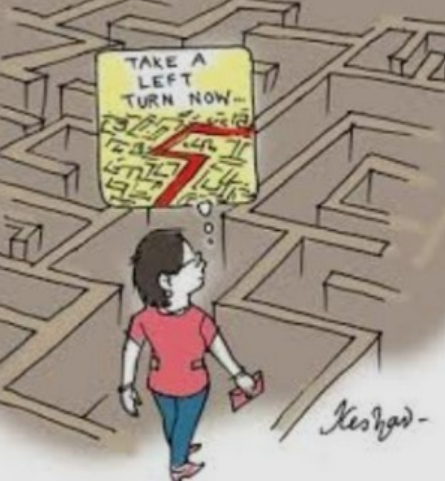 TAKE A
LEFT
TURN NOW...
Keshav-